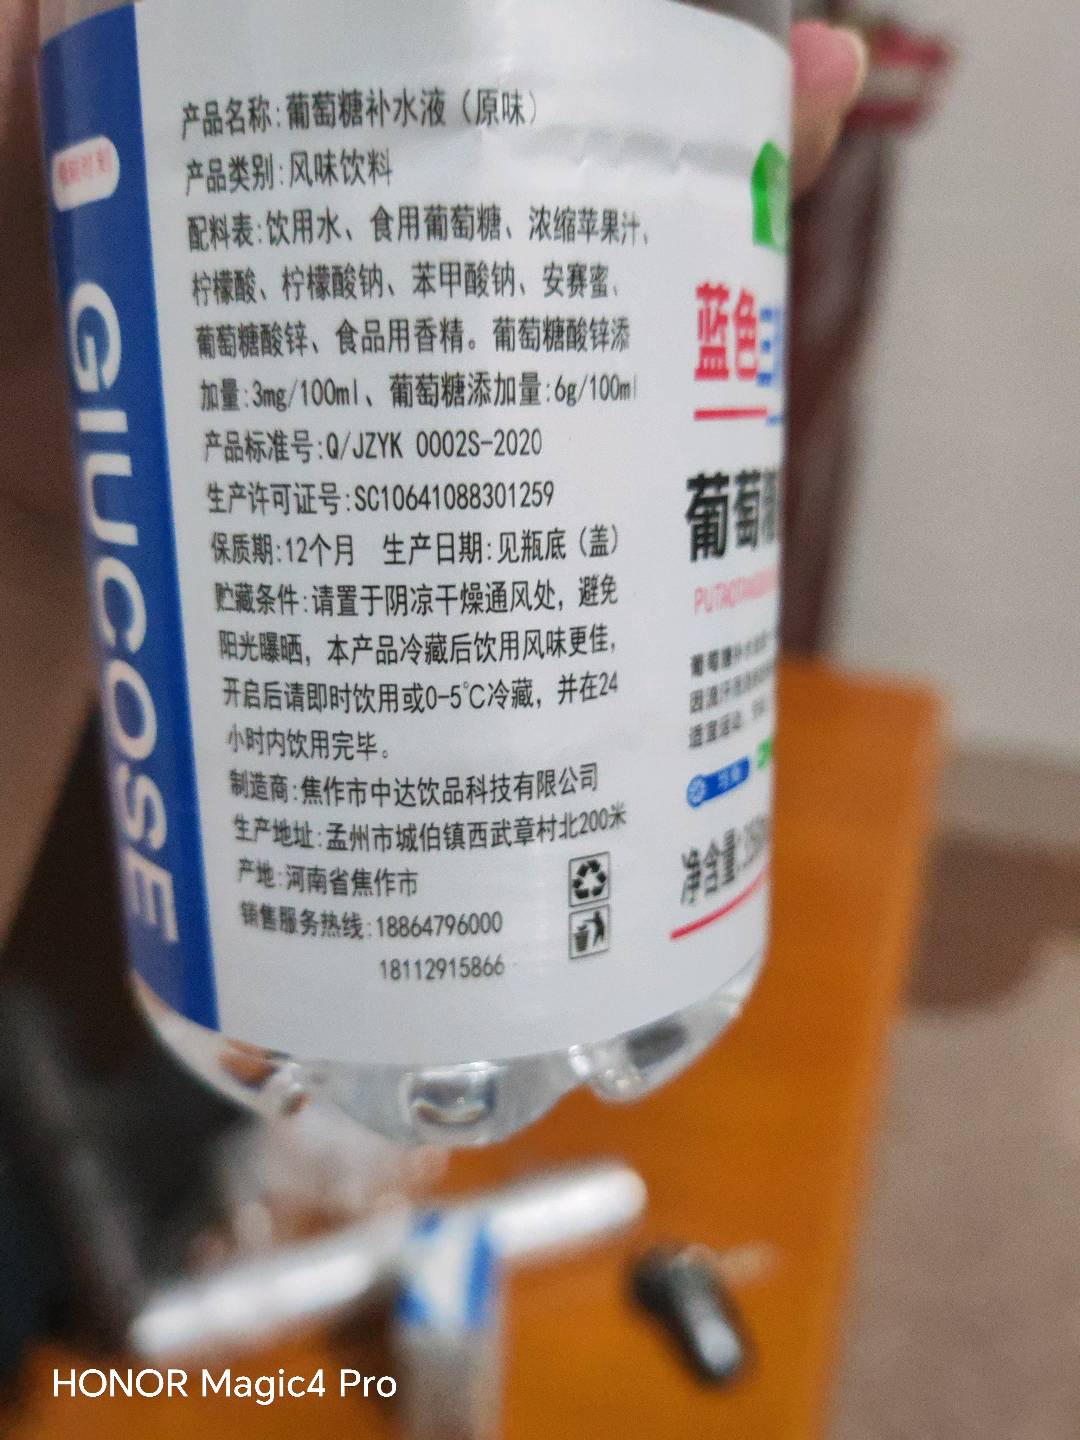 产品名称:葡萄糖补水液（原味）
产品类别:风味饮料
配料表:饮用水、食用葡萄糖、浓缩苹果汁、
柠檬酸、柠檬酸钠、苯甲酸钠、安赛蜜、
葡萄糖酸锌、食品用香精。葡萄糖酸锌添
加量:3mg/100ml、葡萄糖添加量:6g/100ml
产品标准号:Q/JZYK 0002S-2020
生产许可证号:SC10641088301259
保质期:12个月 生产日期:见瓶底（盖）
贮藏条件:请置于阴凉干燥通风处，避免
阳光曝晒，本产品冷藏后饮用风味更佳，
开启后请即时饮用或0-5℃冷藏，并在24
小时内饮用完毕。
制造商:焦作市中达饮品科技有限公司
生产地址:孟州市城伯镇西武章村北200米
产地:河南省焦作市
销售服务热线:18864796000
18112915866
GLUCOSE
蓝色
葡萄糖
净含量:
HONOR Magic4 Pro